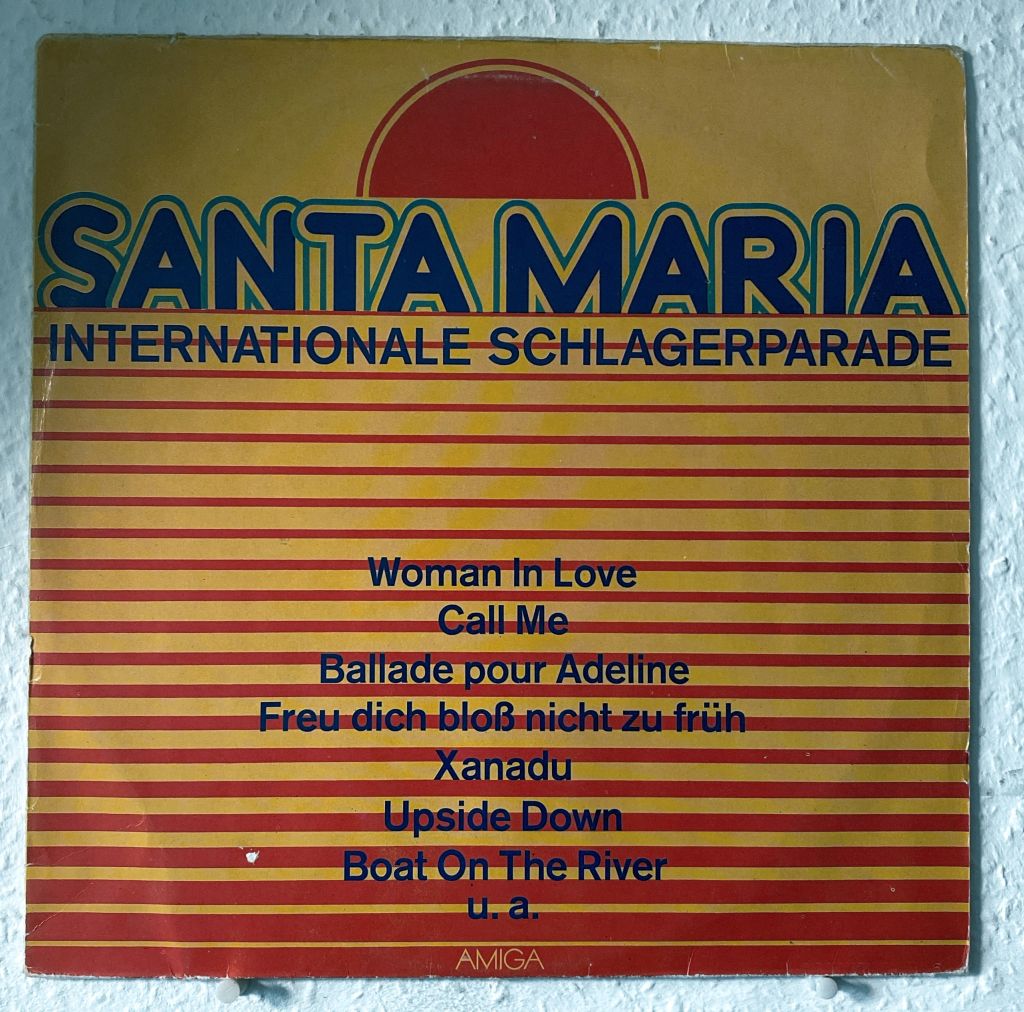 SANTA MARIA
INTERNATIONALE SCHLAGERPARADE
Woman In Love
Call Me
Ballade pour Adeline
Freu dich bloß nicht zu früh
Xanadu
Upside Down
Boat On The River
u. a.
AMIGA